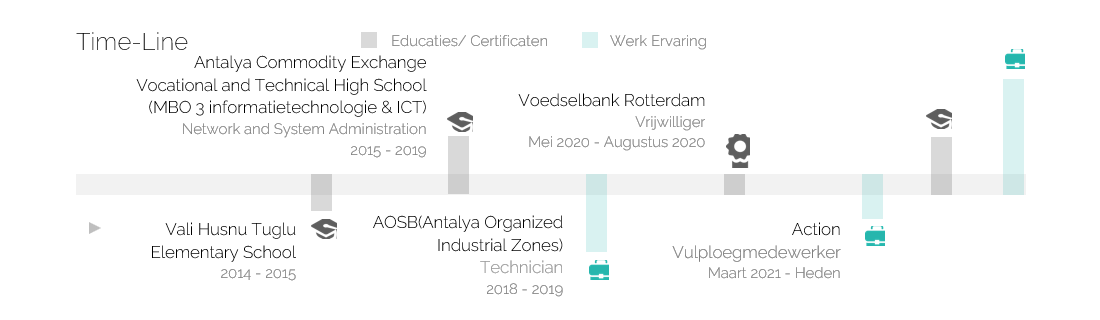 Time-Line
Educaties/ Certificaten
Werk Ervaring
Antalya Commodity Exchange
Vocational and Technical High School
(MBO 3 informatietechnologie & ICT)
Network and System Administration
2015 - 2019
Voedselbank Rotterdam
Vrijwilliger
Mei 2020 - Augustus 2020
Vali Husnu Tuglu
Elementary School
2014 - 2015
AOSB(Antalya Organized
Industrial Zones)
Technician
2018 - 2019
Action
Vulploegmedewerker
Maart 2021 - Heden